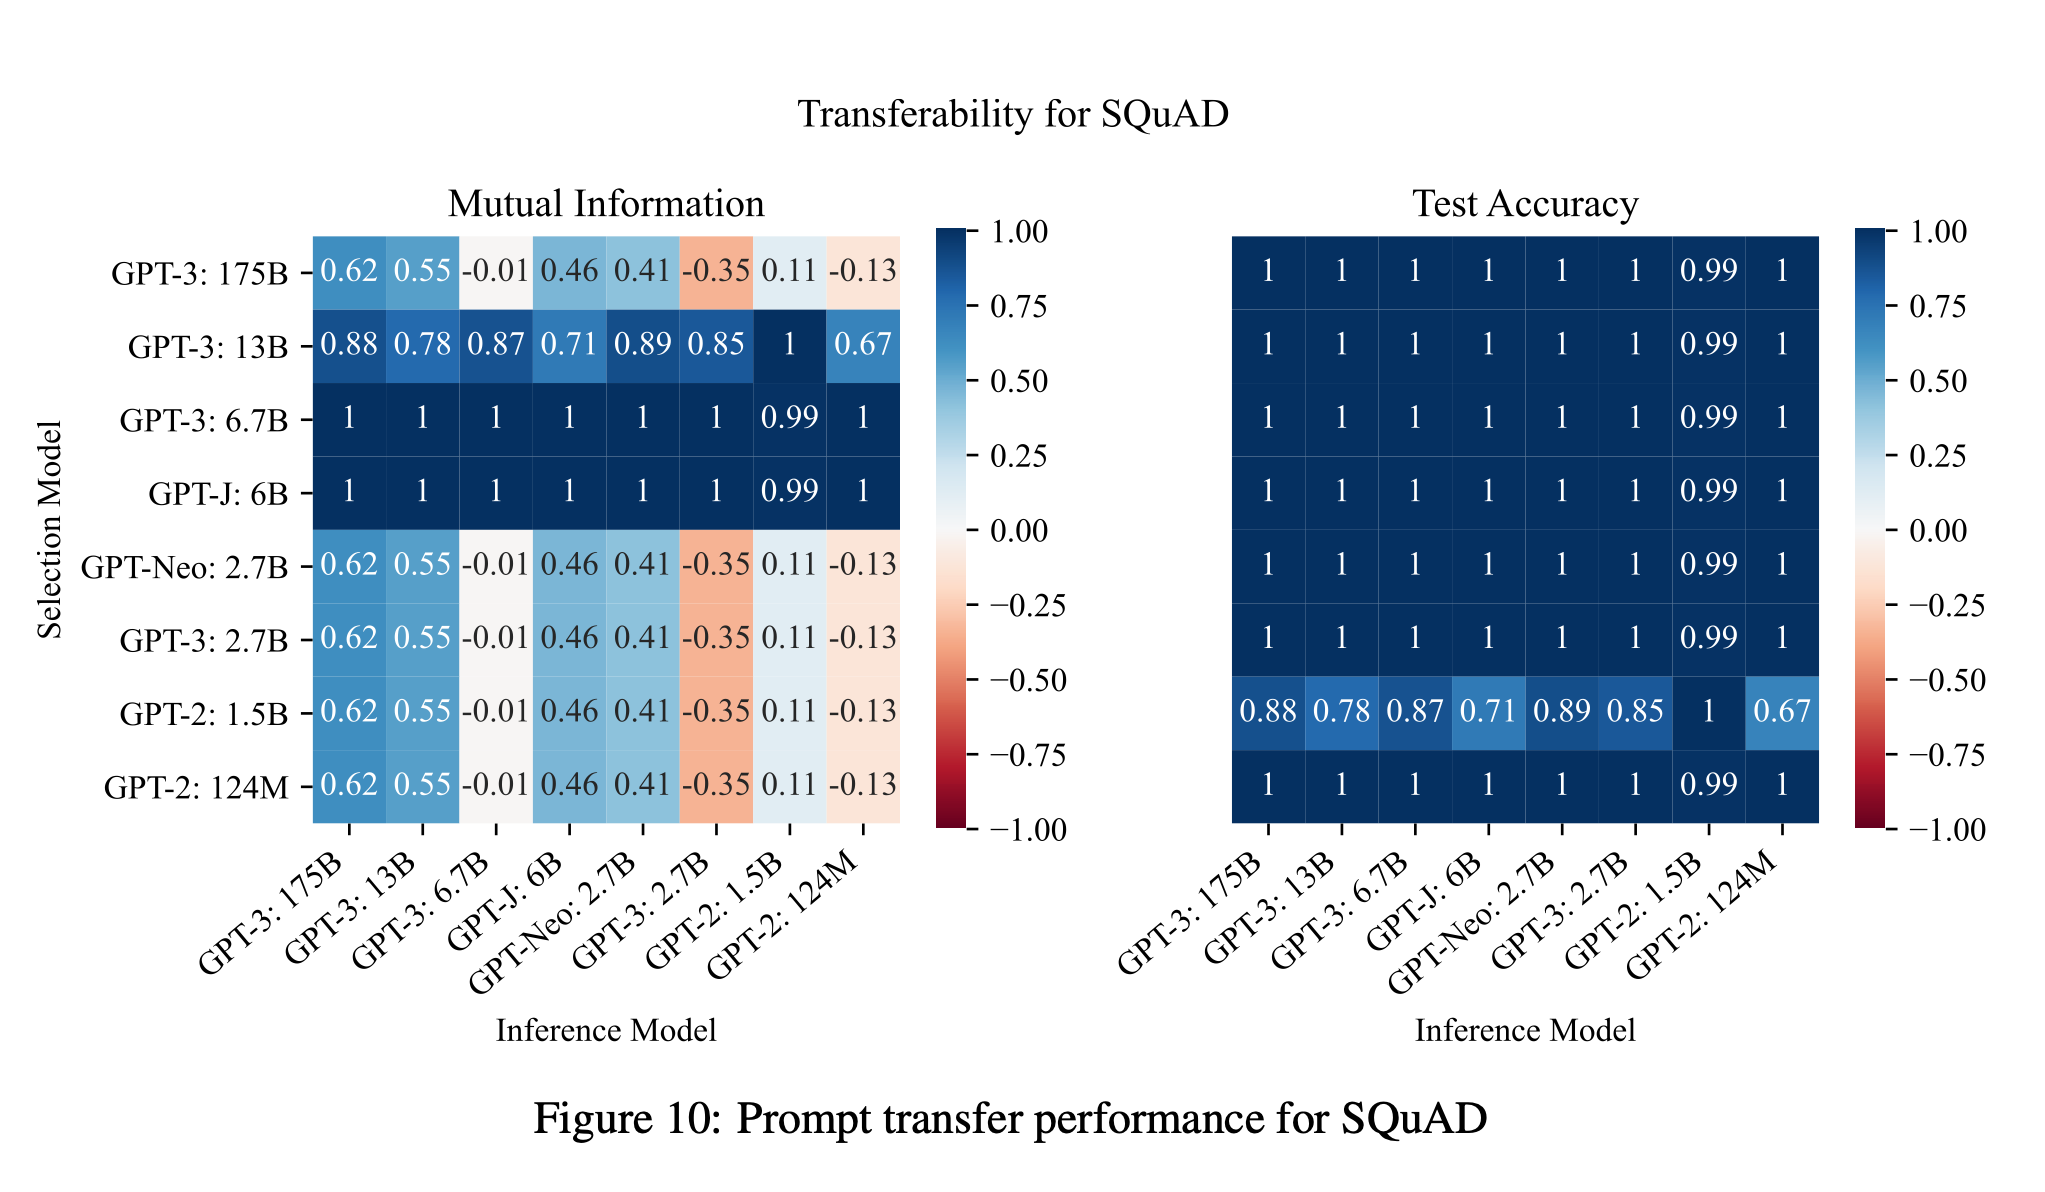 Transferability for SQuAD
Mutual Information
Selection Model
GPT-3: 175B 0.62 0.55 -0.01 0.46 0.41 -0.35 0.11 -0.13
GPT-3: 13B 0.88 0.78 0.87 0.71 0.89 0.85 1 0.67
GPT-3: 6.7B 1 1 1 1 1 1 0.99 1
GPT-J: 6B 1 1 1 1 1 1 0.99 1
GPT-Neo: 2.7B 0.62 0.55 -0.01 0.46 0.41 -0.35 0.11 -0.13
GPT-3: 2.7B 0.62 0.55 -0.01 0.46 0.41 -0.35 0.11 -0.13
GPT-2: 1.5B 0.62 0.55 -0.01 0.46 0.41 -0.35 0.11 -0.13
GPT-2: 124M 0.62 0.55 -0.01 0.46 0.41 -0.35 0.11 -0.13
GPT-3: 175B
GPT-3: 13B
GPT-3: 6.7B
GPT-J: 6B
GPT-Neo: 2.7B
GPT-3: 2.7B
GPT-2: 1.5B
GPT-2: 124M
Inference Model
1.00
0.75
0.50
0.25
0.00
−0.25
−0.50
−0.75
−1.00
Test Accuracy
1 1 1 1 1 1 0.99 1
1 1 1 1 1 1 0.99 1
1 1 1 1 1 1 0.99 1
1 1 1 1 1 1 0.99 1
1 1 1 1 1 1 0.99 1
1 1 1 1 1 1 0.99 1
0.88 0.78 0.87 0.71 0.89 0.85 1 0.67
1 1 1 1 1 1 0.99 1
GPT-3: 175B
GPT-3: 13B
GPT-3: 6.7B
GPT-J: 6B
GPT-Neo: 2.7B
GPT-3: 2.7B
GPT-2: 1.5B
GPT-2: 124M
Inference Model
1.00
0.75
0.50
0.25
0.00
−0.25
−0.50
−0.75
−1.00
Figure 10: Prompt transfer performance for SQuAD